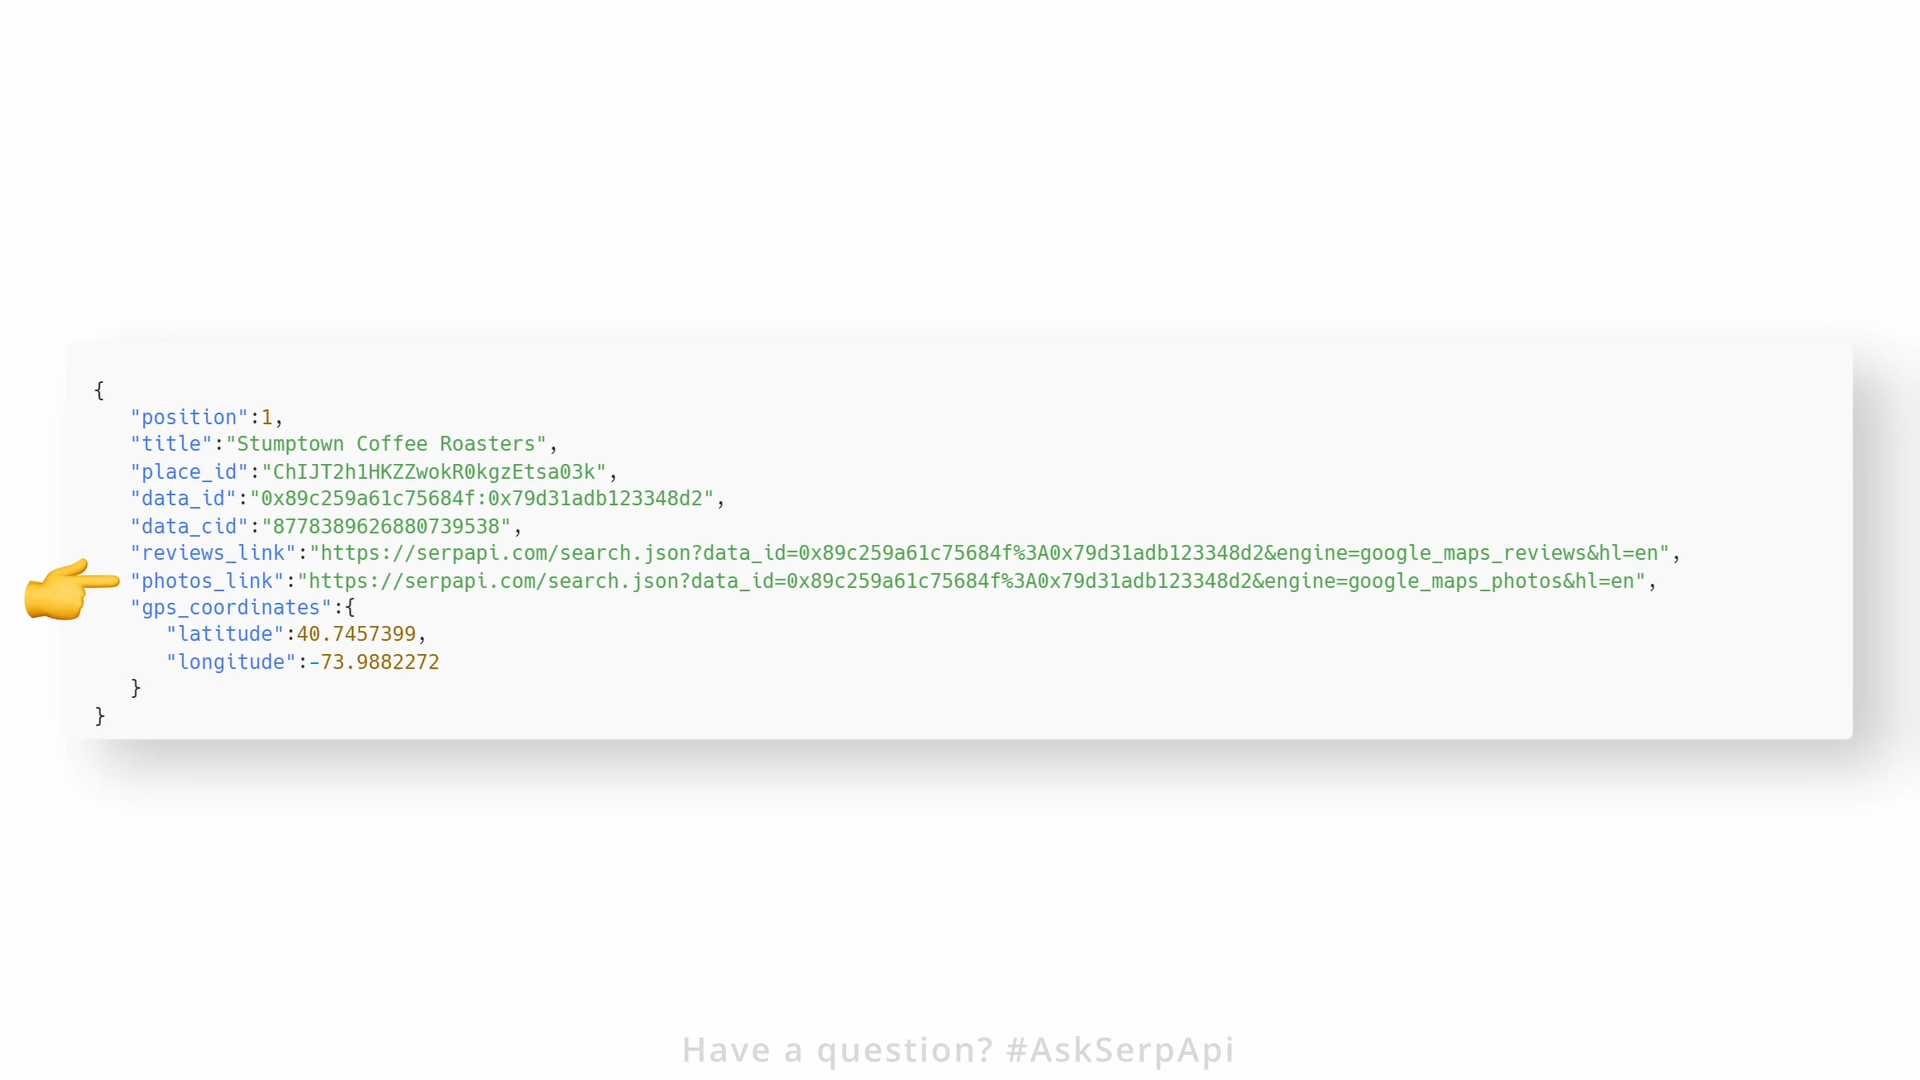 {
"position":1,
"title":"Stumptown Coffee Roasters",
"place_id":"ChIJT2h1HKZZwokR0kgzEtsa03k",
"data_id":"0x89c259a61c75684f:0x79d31adb123348d2",
"data_cid":"8778389626880739538",
"reviews_link":"https://serpapi.com/search.json?data_id=0x89c259a61c75684f%3A0x79d31adb123348d2&engine=google_maps_reviews&hl=en",
"photos_link":"https://serpapi.com/search.json?data_id=0x89c259a61c75684f%3A0x79d31adb123348d2&engine=google_maps_photos&hl=en",
"gps_coordinates":{
"latitude":40.7457399,
"longitude":-73.9882272
}
}
Have a question? #AskSerpApi